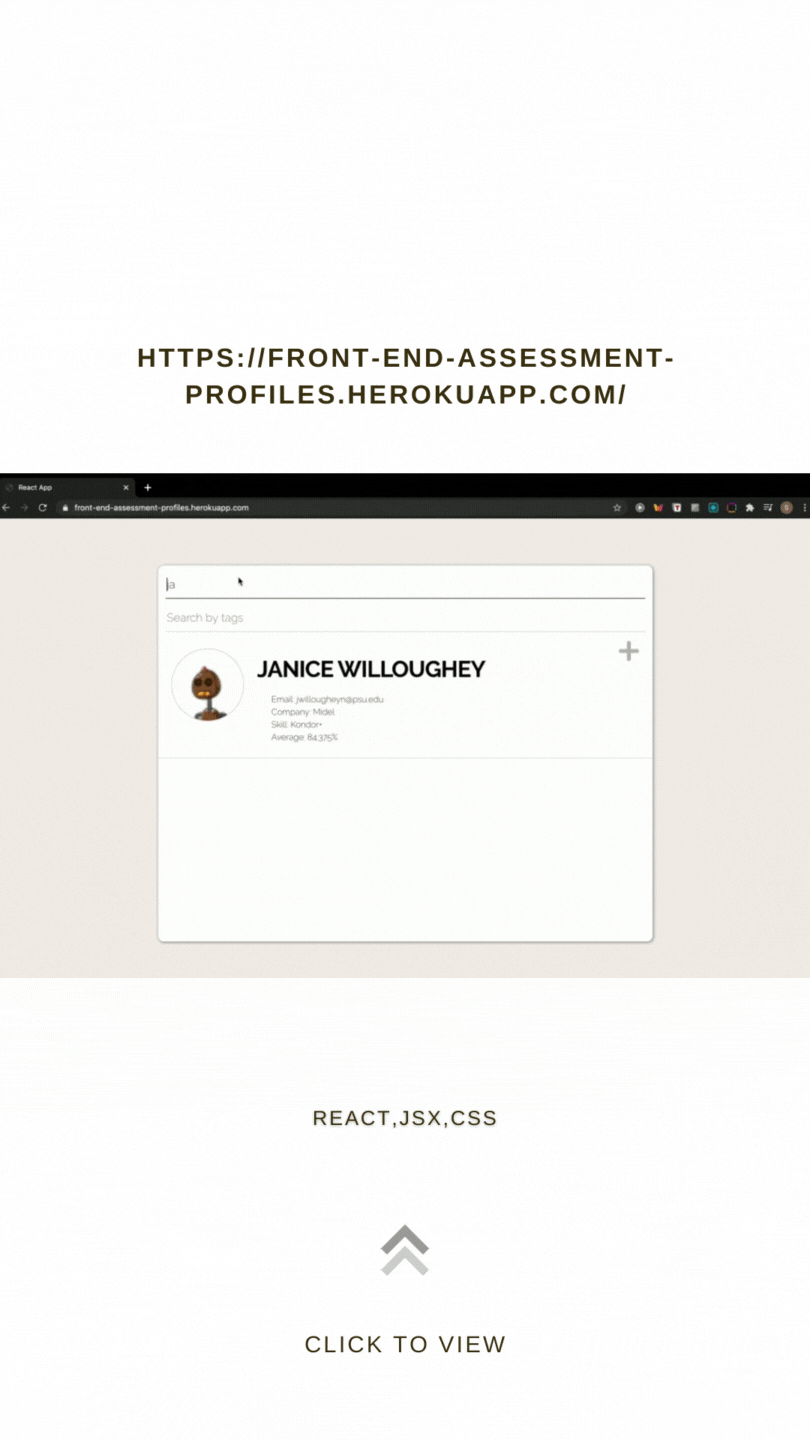 HTTPS://FRONT-END-ASSESSMENT-
PROFILES.HEROKUAPP.COM/
React App
front-end-assessment-profiles.herokuapp.com
ja
Search by tags
JANICE WILLOUGHEY
Email: jwillougheyn@psu.edu
Company: Midel
Skill: Kondor+
Average: 84.375%
REACT,JSX,CSS
CLICK TO VIEW